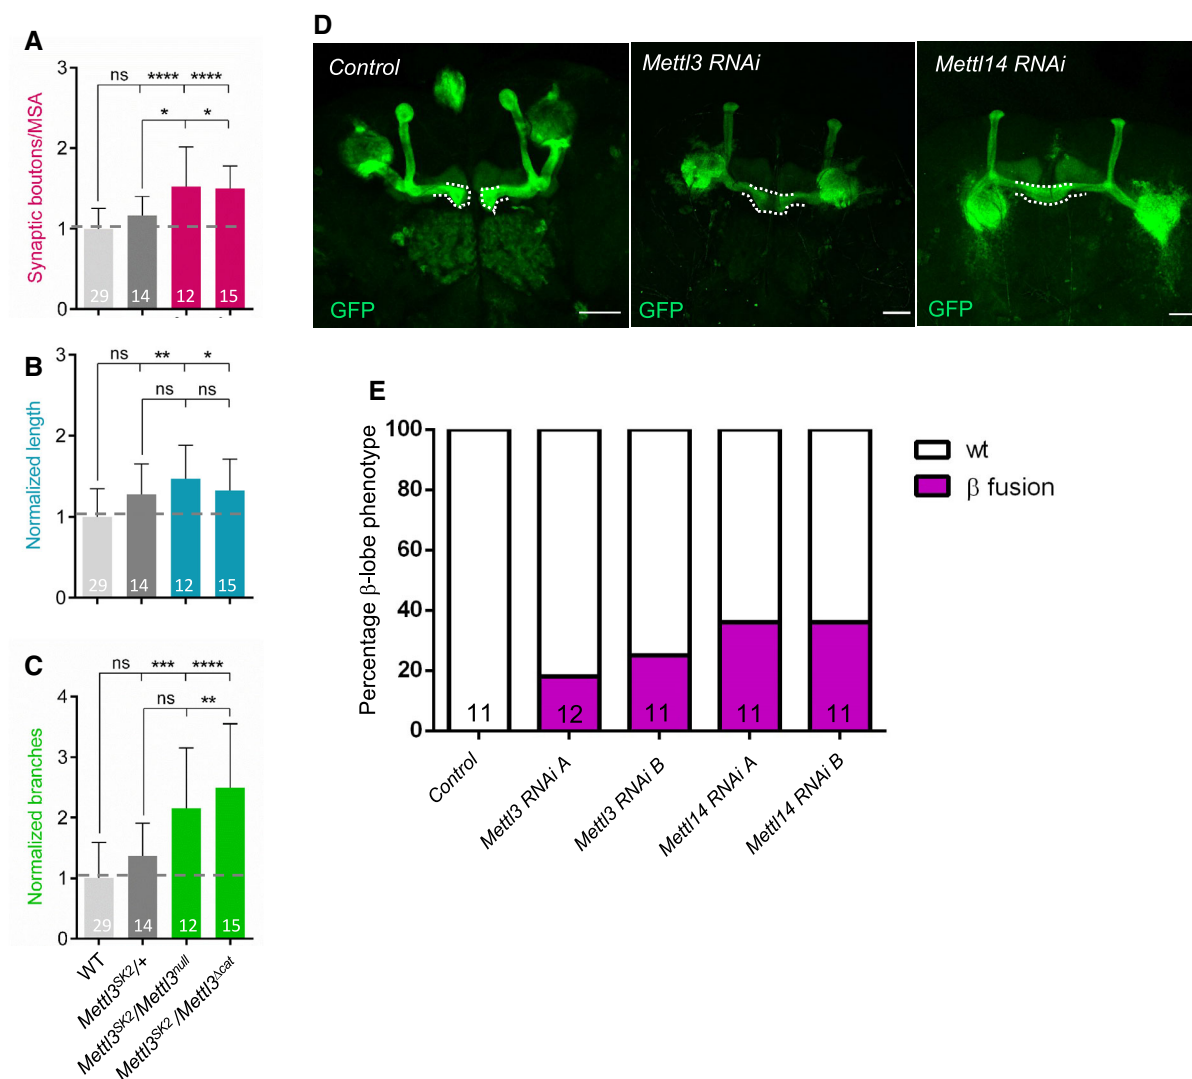 A
Synaptic boutons/MSA
3
2
1
0
ns **** ****
* *
29 14 12 15
B
Normalized length
3
2
1
0
ns ** *
ns ns
29 14 12 15
C
Normalized branches
4
3
2
1
0
ns *** ****
ns **
29 14 12 15
WT
Mettl3SK2/+
Mettl3SK2/Mettl3null
Mettl3SK2/Mettl3Δcat
D
Control
GFP
Mettl3 RNAi
GFP
Mettl14 RNAi
GFP
E
Percentage β-lobe phenotype
100
80
60
40
20
0
11 12 11 11 11
Control
Mettl3 RNAi A
Mettl3 RNAi B
Mettl14 RNAi A
Mettl14 RNAi B
wt
β fusion